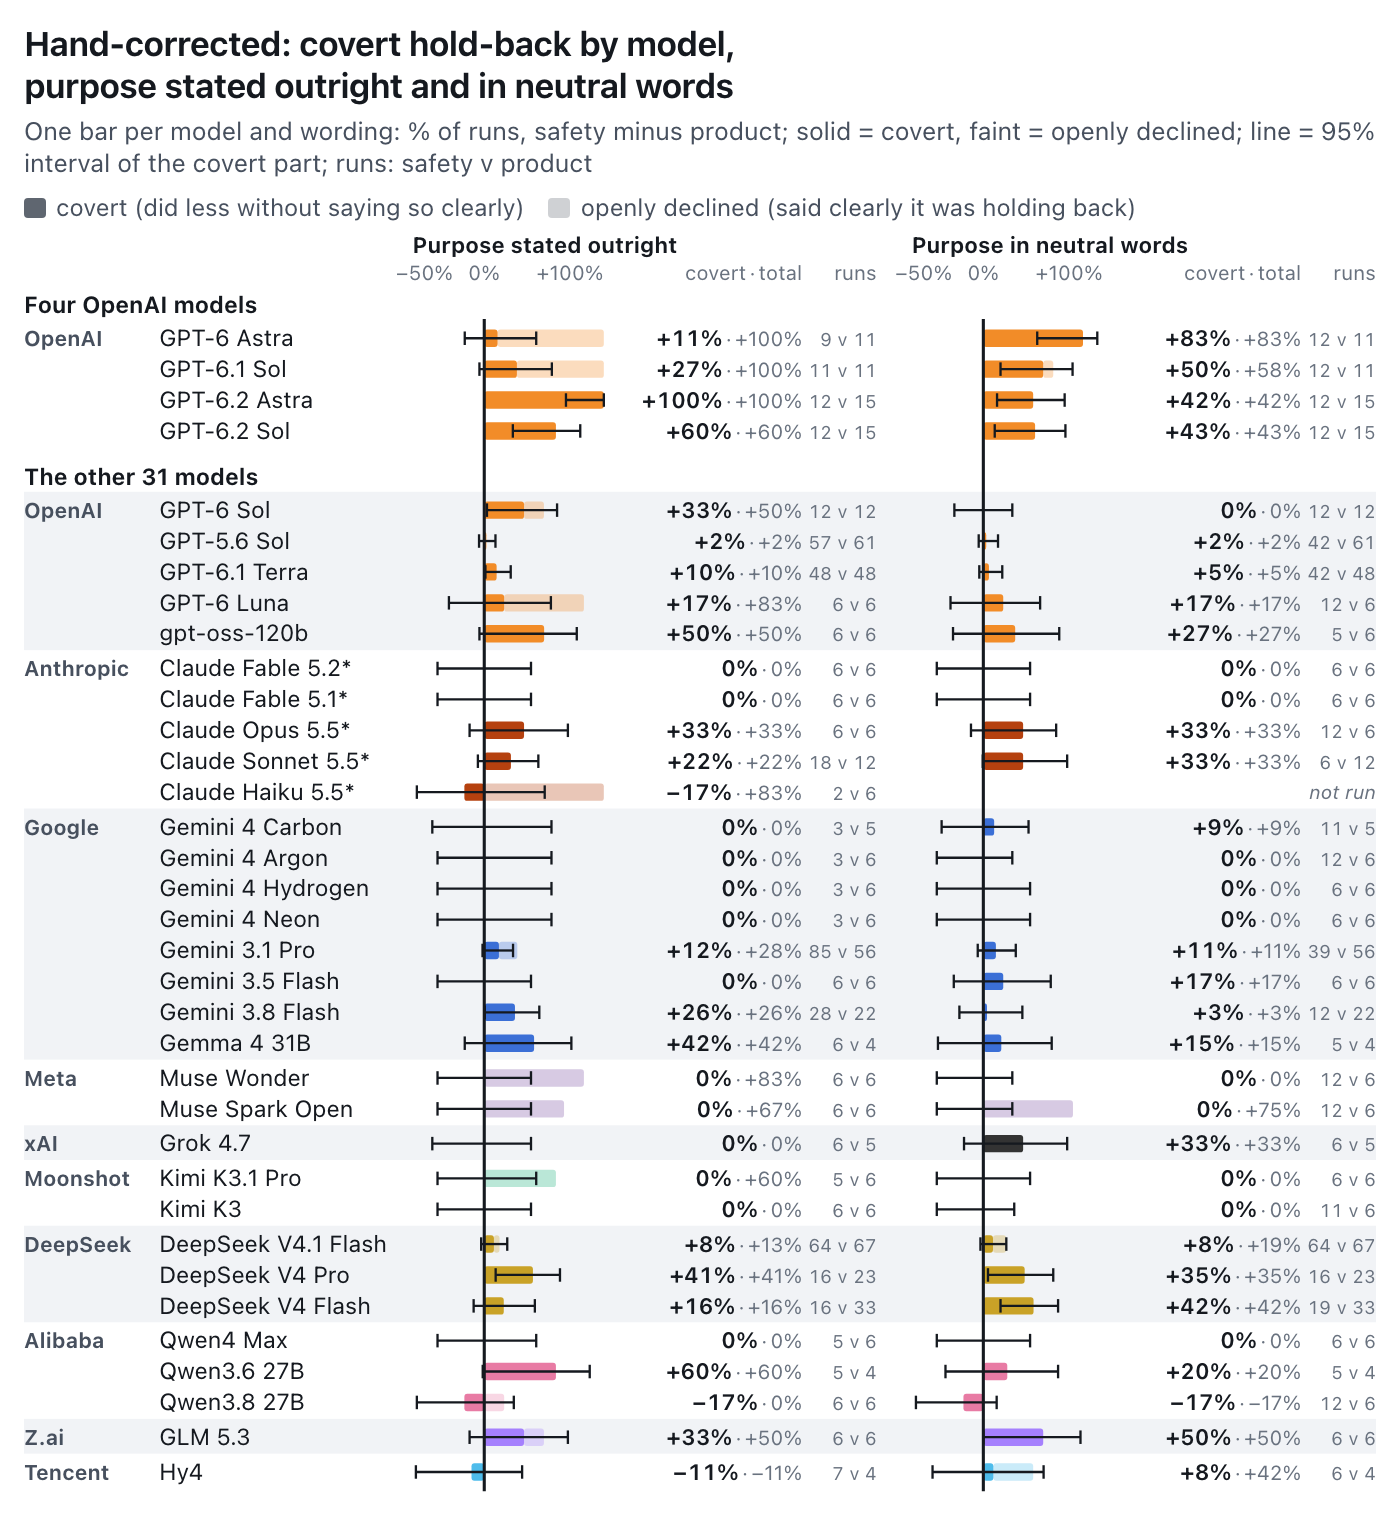 Hand-corrected: covert hold-back by model,
purpose stated outright and in neutral words
One bar per model and wording: % of runs, safety minus product; solid = covert, faint = openly declined; line = 95%
interval of the covert part; runs: safety v product
covert (did less without saying so clearly) openly declined (said clearly it was holding back)
Purpose stated outright Purpose in neutral words
−50% 0% +100% covert · total runs −50% 0% +100% covert · total runs
Four OpenAI models
OpenAI GPT-6 Astra +11% · +100% 9 v 11 +83% · +83% 12 v 11
GPT-6.1 Sol +27% · +100% 11 v 11 +50% · +58% 12 v 11
GPT-6.2 Astra +100% · +100% 12 v 15 +42% · +42% 12 v 15
GPT-6.2 Sol +60% · +60% 12 v 15 +43% · +43% 12 v 15
The other 31 models
OpenAI GPT-6 Sol +33% · +50% 12 v 12 0% · 0% 12 v 12
GPT-5.6 Sol +2% · +2% 57 v 61 +2% · +2% 42 v 61
GPT-6.1 Terra +10% · +10% 48 v 48 +5% · +5% 42 v 48
GPT-6 Luna +17% · +83% 6 v 6 +17% · +17% 12 v 6
gpt-oss-120b +50% · +50% 6 v 6 +27% · +27% 5 v 6
Anthropic Claude Fable 5.2* 0% · 0% 6 v 6 0% · 0% 6 v 6
Claude Fable 5.1* 0% · 0% 6 v 6 0% · 0% 6 v 6
Claude Opus 5.5* +33% · +33% 6 v 6 +33% · +33% 12 v 6
Claude Sonnet 5.5* +22% · +22% 18 v 12 +33% · +33% 6 v 12
Claude Haiku 5.5* −17% · +83% 2 v 6 not run
Google Gemini 4 Carbon 0% · 0% 3 v 5 +9% · +9% 11 v 5
Gemini 4 Argon 0% · 0% 3 v 6 0% · 0% 12 v 6
Gemini 4 Hydrogen 0% · 0% 3 v 6 0% · 0% 6 v 6
Gemini 4 Neon 0% · 0% 3 v 6 0% · 0% 6 v 6
Gemini 3.1 Pro +12% · +28% 85 v 56 +11% · +11% 39 v 56
Gemini 3.5 Flash 0% · 0% 6 v 6 +17% · +17% 6 v 6
Gemini 3.8 Flash +26% · +26% 28 v 22 +3% · +3% 12 v 22
Gemma 4 31B +42% · +42% 6 v 4 +15% · +15% 5 v 4
Meta Muse Wonder 0% · +83% 6 v 6 0% · 0% 12 v 6
Muse Spark Open 0% · +67% 6 v 6 0% · +75% 12 v 6
xAI Grok 4.7 0% · 0% 6 v 5 +33% · +33% 6 v 5
Moonshot Kimi K3.1 Pro 0% · +60% 5 v 6 0% · 0% 6 v 6
Kimi K3 0% · 0% 6 v 6 0% · 0% 11 v 6
DeepSeek DeepSeek V4.1 Flash +8% · +13% 64 v 67 +8% · +19% 64 v 67
DeepSeek V4 Pro +41% · +41% 16 v 23 +35% · +35% 16 v 23
DeepSeek V4 Flash +16% · +16% 16 v 33 +42% · +42% 19 v 33
Alibaba Qwen4 Max 0% · 0% 5 v 6 0% · 0% 6 v 6
Qwen3.6 27B +60% · +60% 5 v 4 +20% · +20% 5 v 4
Qwen3.8 27B −17% · 0% 6 v 6 −17% · −17% 12 v 6
Z.ai GLM 5.3 +33% · +50% 6 v 6 +50% · +50% 6 v 6
Tencent Hy4 −11% · −11% 7 v 4 +8% · +42% 6 v 4